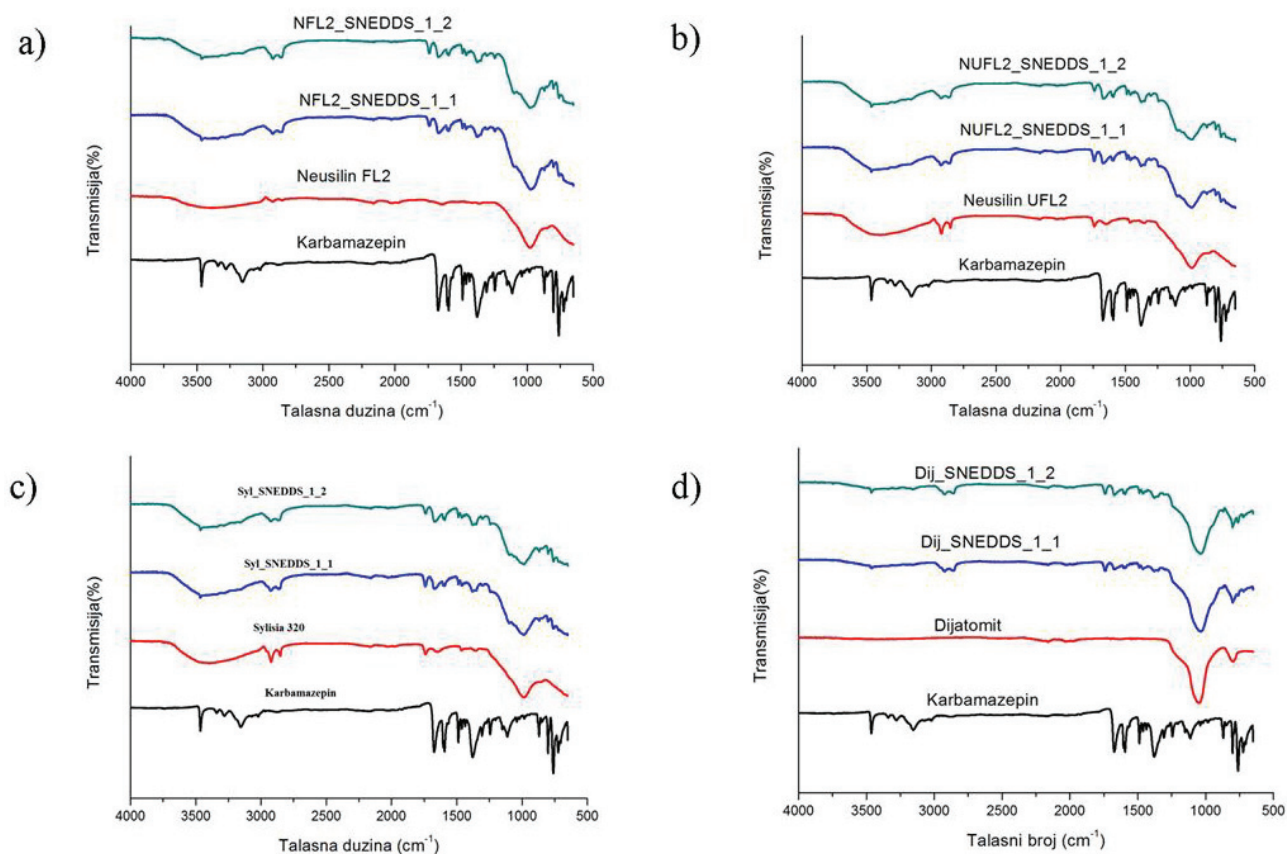 a)
NFL2_SNEDDS_1_2
NFL2_SNEDDS_1_1
Neusilin FL2
Karbamazepin
Transmisija(%)
4000 3500 3000 2500 2000 1500 1000 500
Talasna duzina (cm-1)
b)
NUFL2_SNEDDS_1_2
NUFL2_SNEDDS_1_1
Neusilin UFL2
Karbamazepin
Transmisija(%)
4000 3500 3000 2500 2000 1500 1000 500
Talasna duzina (cm-1)
c)
Syl_SNEDDS_1_2
Syl_SNEDDS_1_1
Sylisia 320
Karbamazepin
Transmisija(%)
4000 3500 3000 2500 2000 1500 1000 500
Talasna duzina (cm-1)
d)
Dij_SNEDDS_1_2
Dij_SNEDDS_1_1
Dijatomit
Karbamazepin
Transmisija(%)
4000 3500 3000 2500 2000 1500 1000 500
Talasni broj (cm-1)